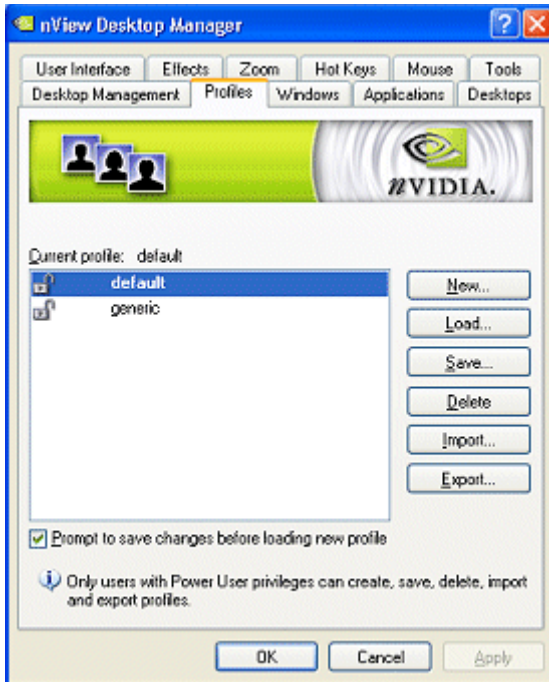 nView Desktop Manager
User Interface Effects Zoom Hot Keys Mouse Tools
Desktop Management Profiles Windows Applications Desktops
nVIDIA.
Current profile: default
default
generic
New...
Load...
Save...
Delete
Import...
Export...
Prompt to save changes before loading new profile
Only users with Power User privileges can create, save, delete, import
and export profiles.
OK Cancel Apply